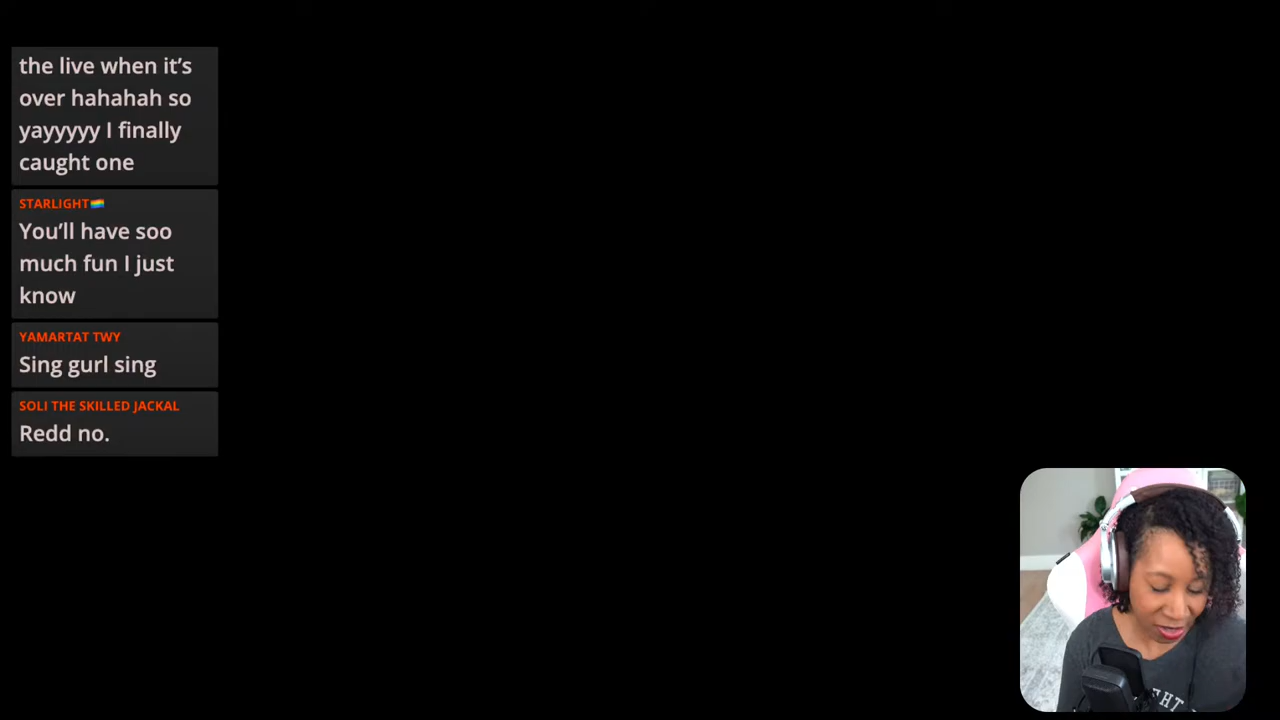 the live when it's
over hahahah so
yayyyyy I finally
caught one
STARLIGHT🏳️‍🌈
You'll have soo
much fun I just
know
YAMARTAT TWY
Sing gurl sing
SOLI THE SKILLED JACKAL
Redd no.